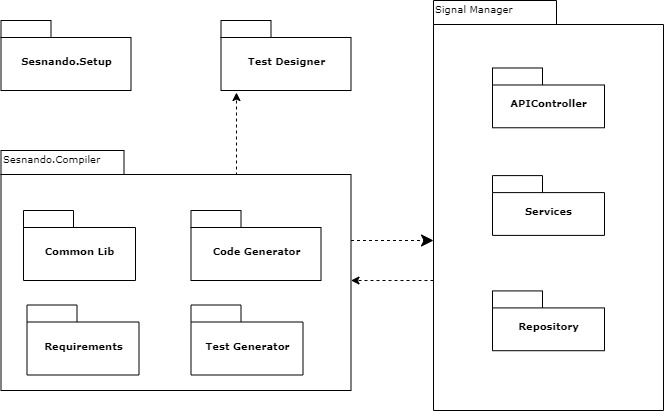 Signal Manager
Sesnando.Setup
Test Designer
APIController
Sesnando.Compiler
Services
Common Lib
Code Generator
Requirements
Test Generator
Repository